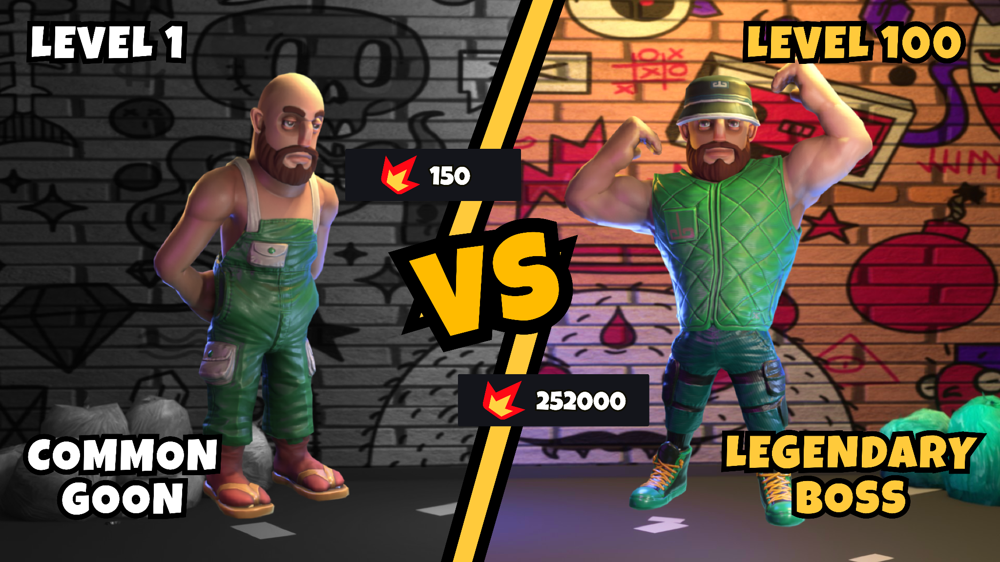 LEVEL 1
LEVEL 100
150
VS
252000
COMMON
GOON
LEGENDARY
BOSS